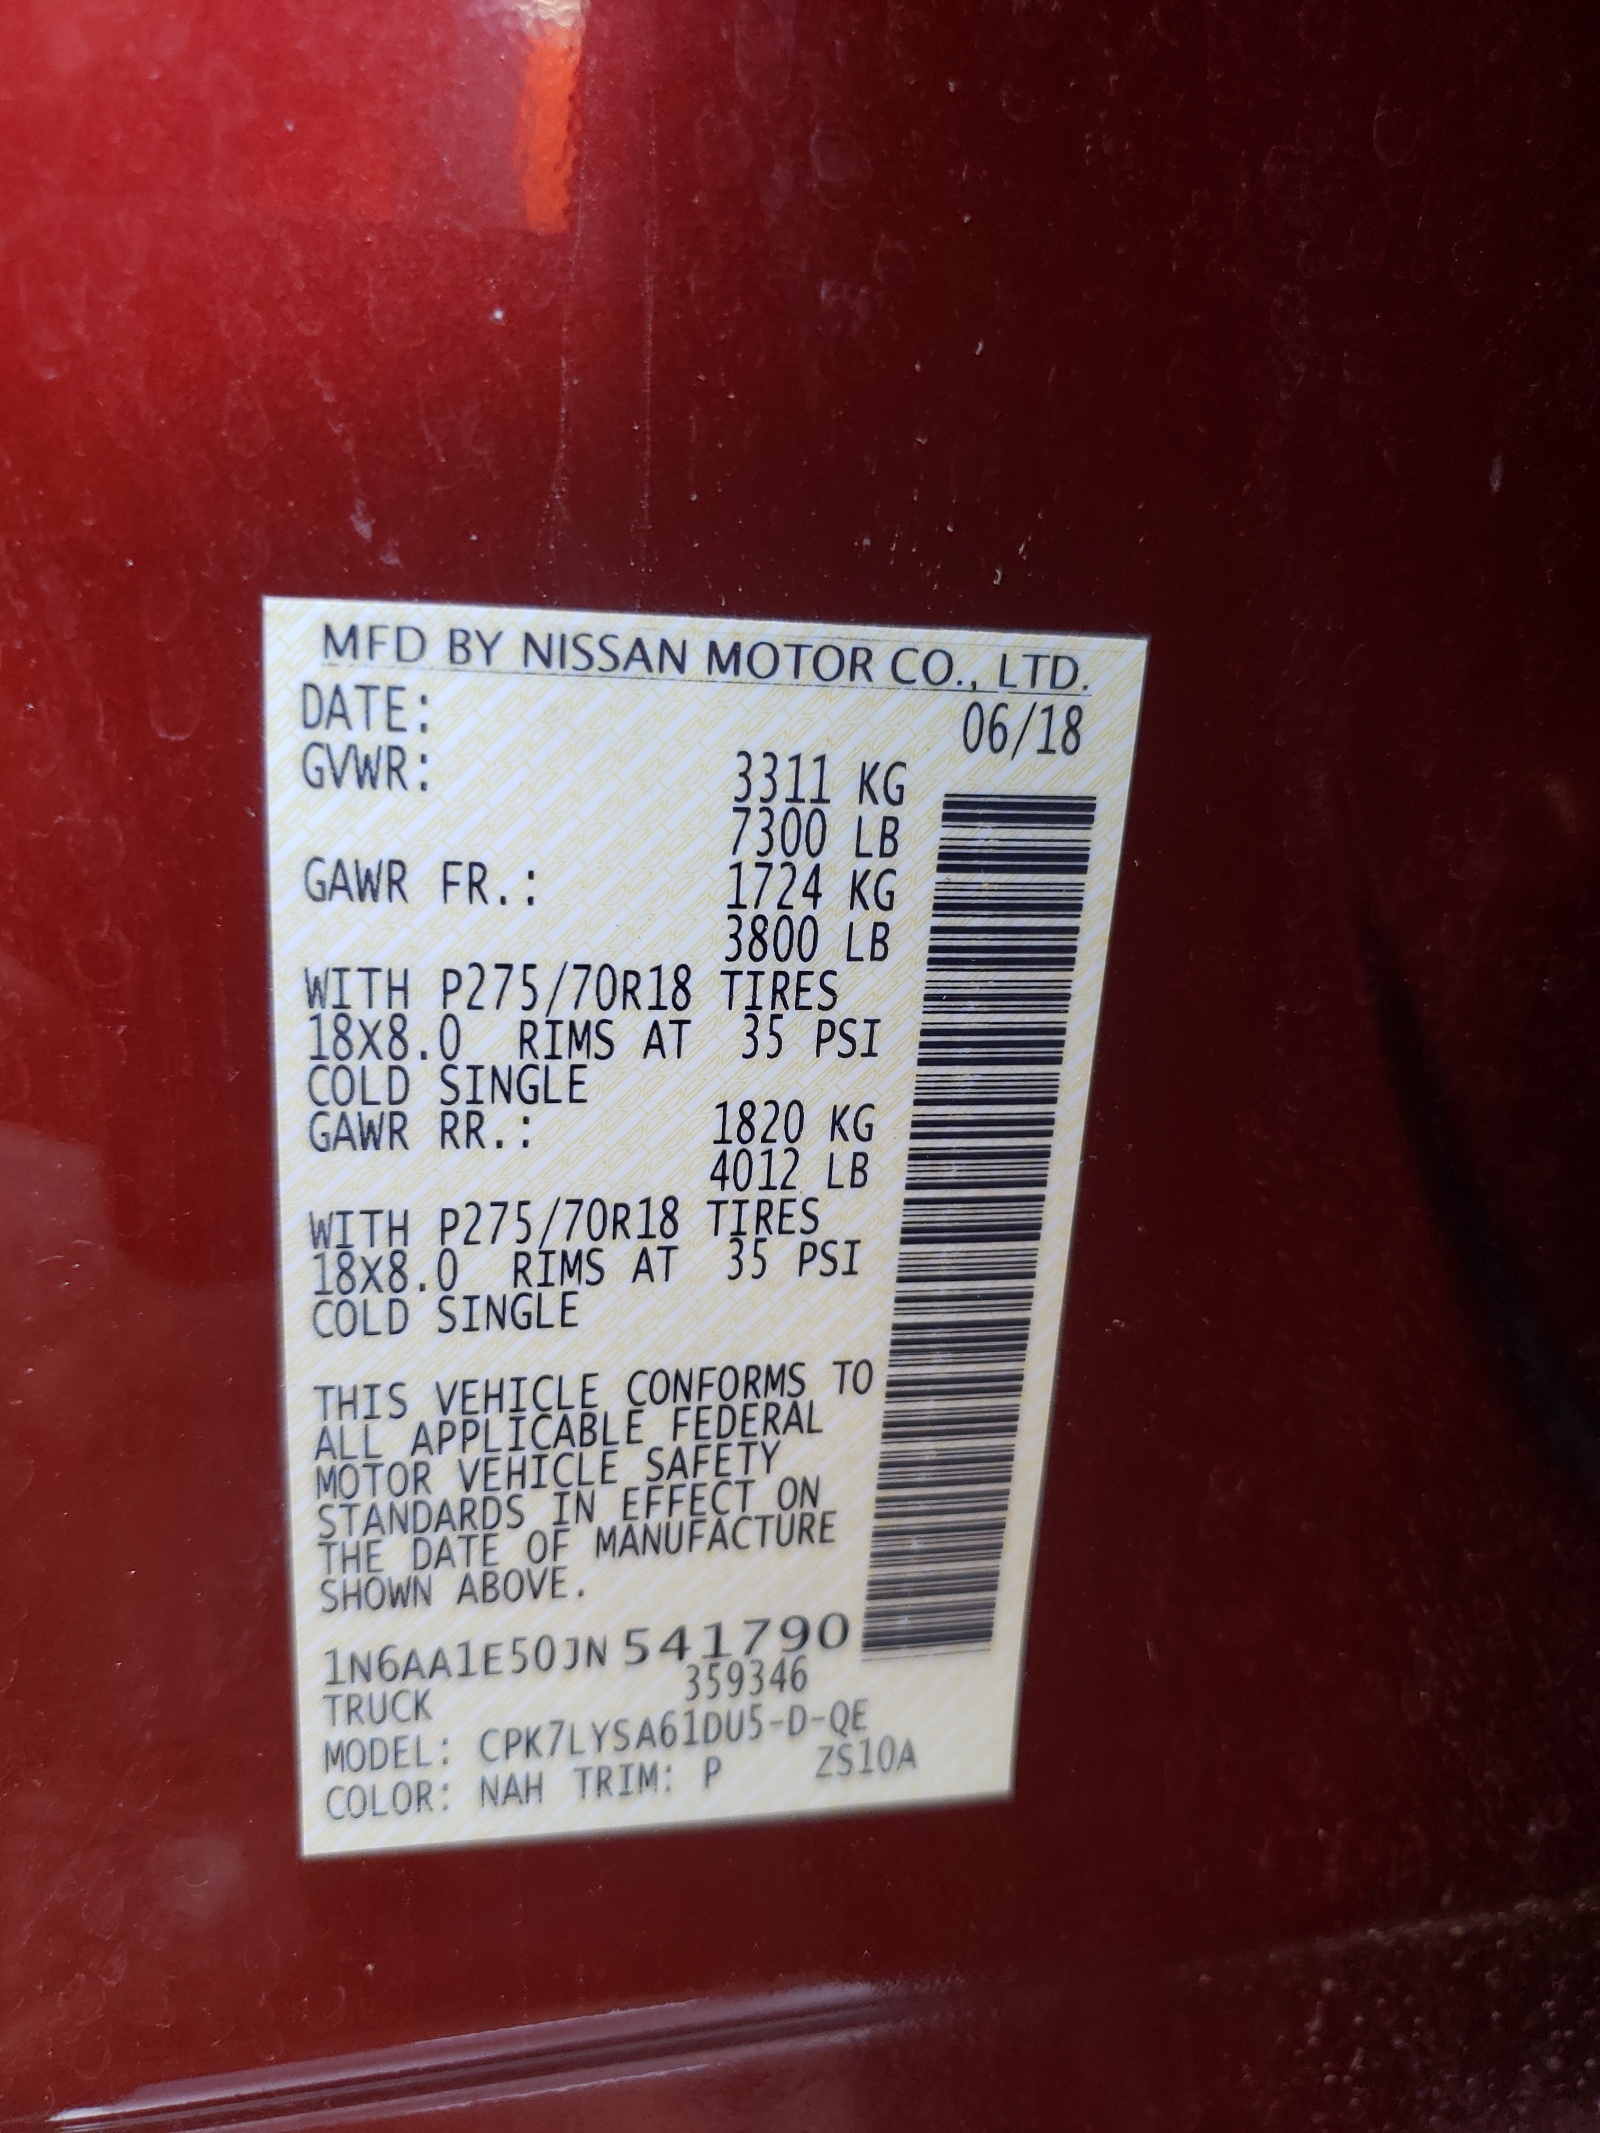 MFD BY NISSAN MOTOR CO., LTD.
DATE: 06/18
GVWR: 3311 KG
7300 LB
GAWR FR.: 1724 KG
3800 LB
WITH P275/70R18 TIRES
18X8.0 RIMS AT 35 PSI
COLD SINGLE
GAWR RR.: 1820 KG
4012 LB
WITH P275/70R18 TIRES
18X8.0 RIMS AT 35 PSI
COLD SINGLE
THIS VEHICLE CONFORMS TO
ALL APPLICABLE FEDERAL
MOTOR VEHICLE SAFETY
STANDARDS IN EFFECT ON
THE DATE OF MANUFACTURE
SHOWN ABOVE.
1N6AA1E50JN541790
TRUCK 359346
MODEL: CPK7LYSA61DU5-D-QE
COLOR: NAH TRIM: P ZS10A